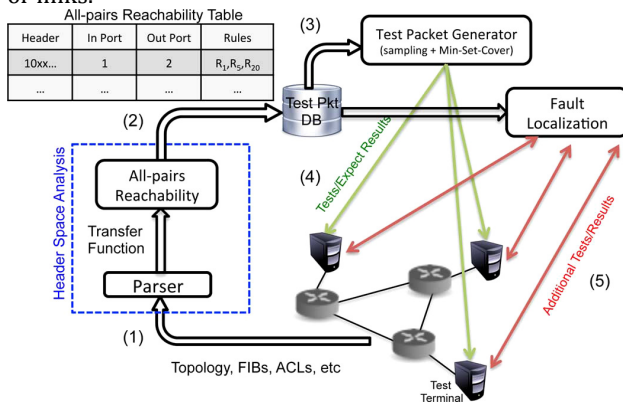 All-pairs Reachability Table
Header In Port Out Port Rules
10xx... 1 2 R1,R5,R20
... ... ... ...
(3)
Test Packet Generator
(sampling + Min-Set-Cover)
(2)
Test Pkt
DB
Fault
Localization
Header Space Analysis
All-pairs
Reachability
Transfer
Function
Parser
(4)
Tests/Expect Results
Additional Tests/Results
(5)
(1)
Topology, FIBs, ACLs, etc
Test
Terminal